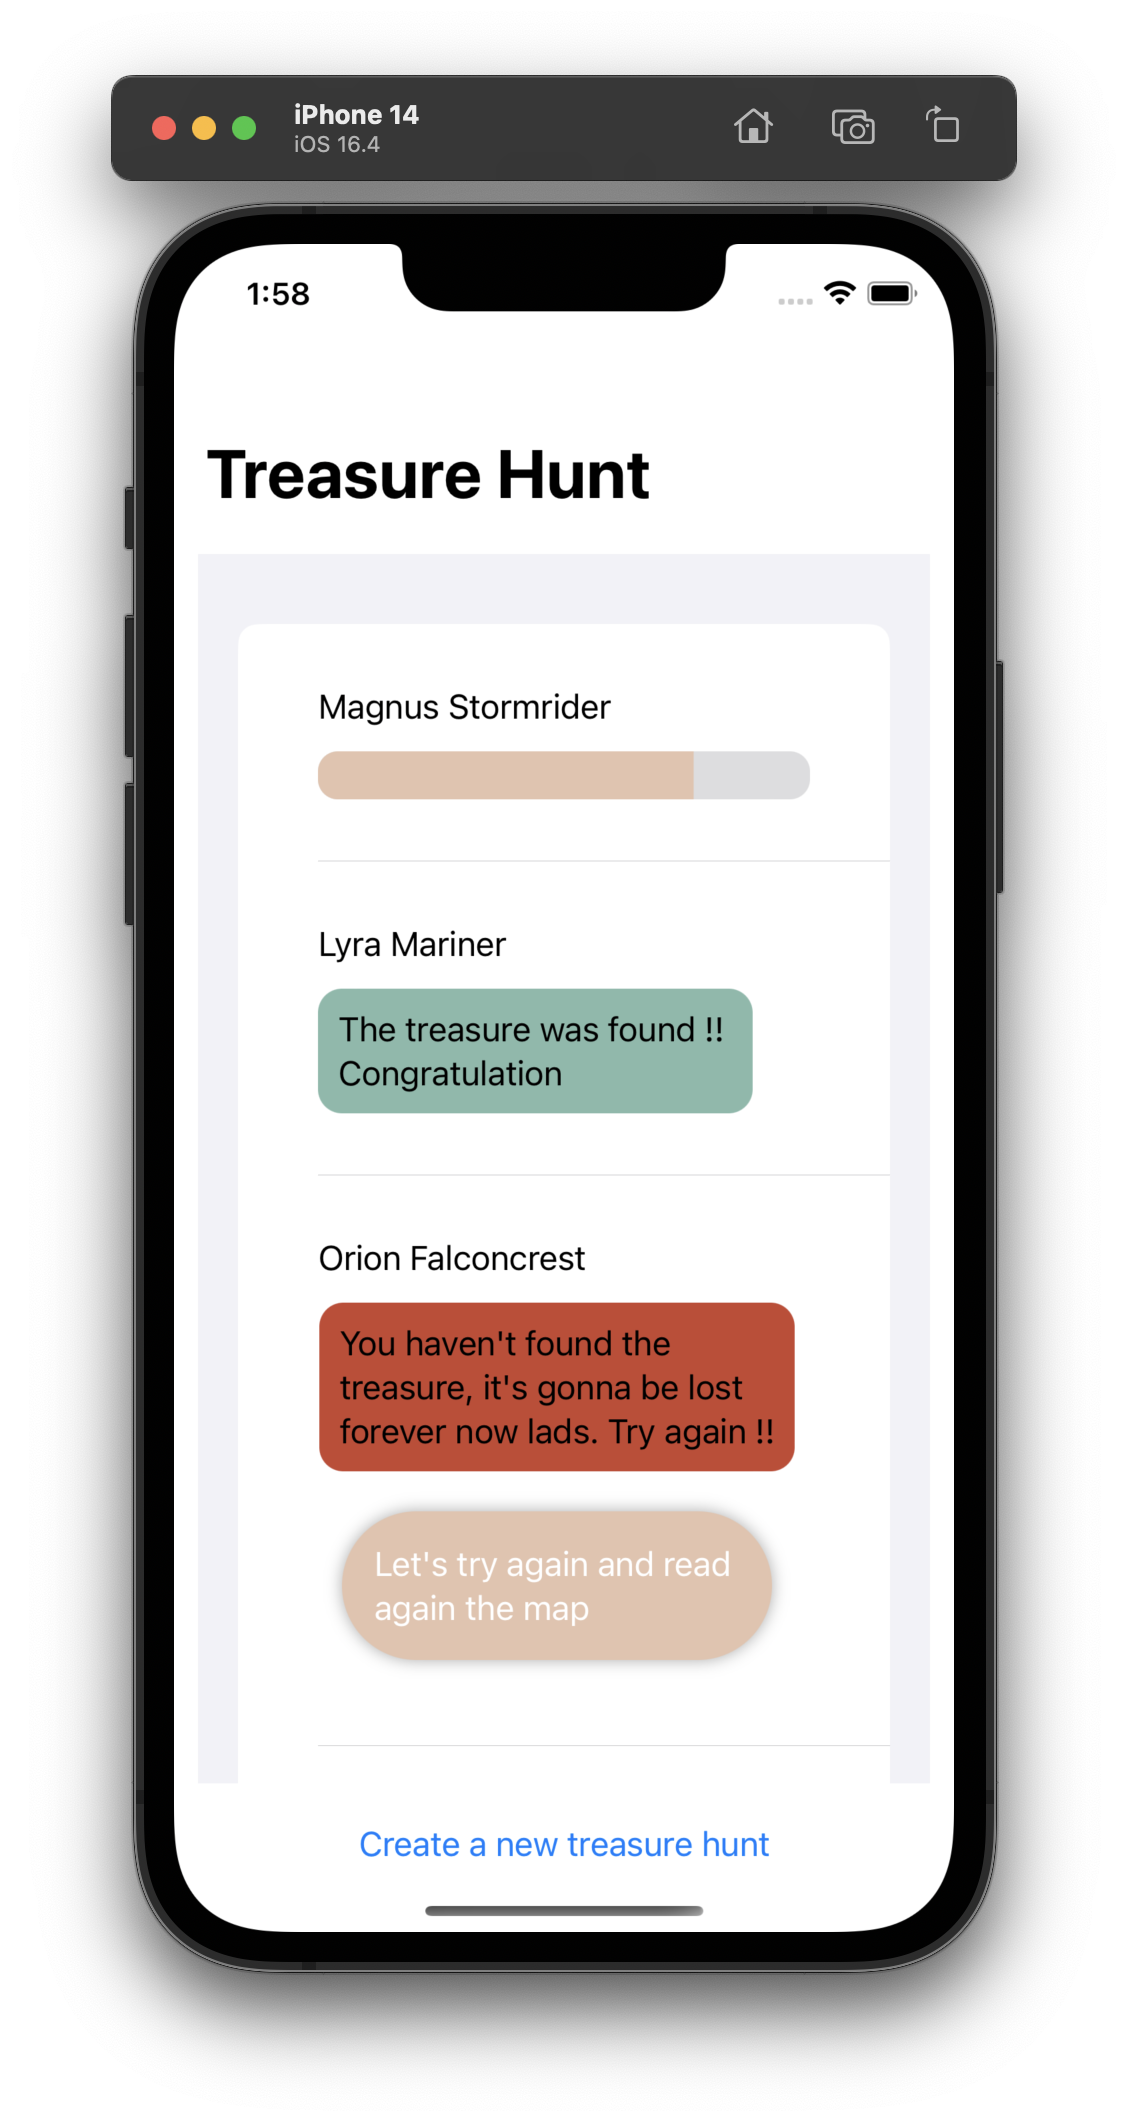 iPhone 14
iOS 16.4
1:58
Treasure Hunt
Magnus Stormrider
Lyra Mariner
The treasure was found !!
Congratulation
Orion Falconcrest
You haven't found the
treasure, it's gonna be lost
forever now lads. Try again !!
Let's try again and read
again the map
Create a new treasure hunt